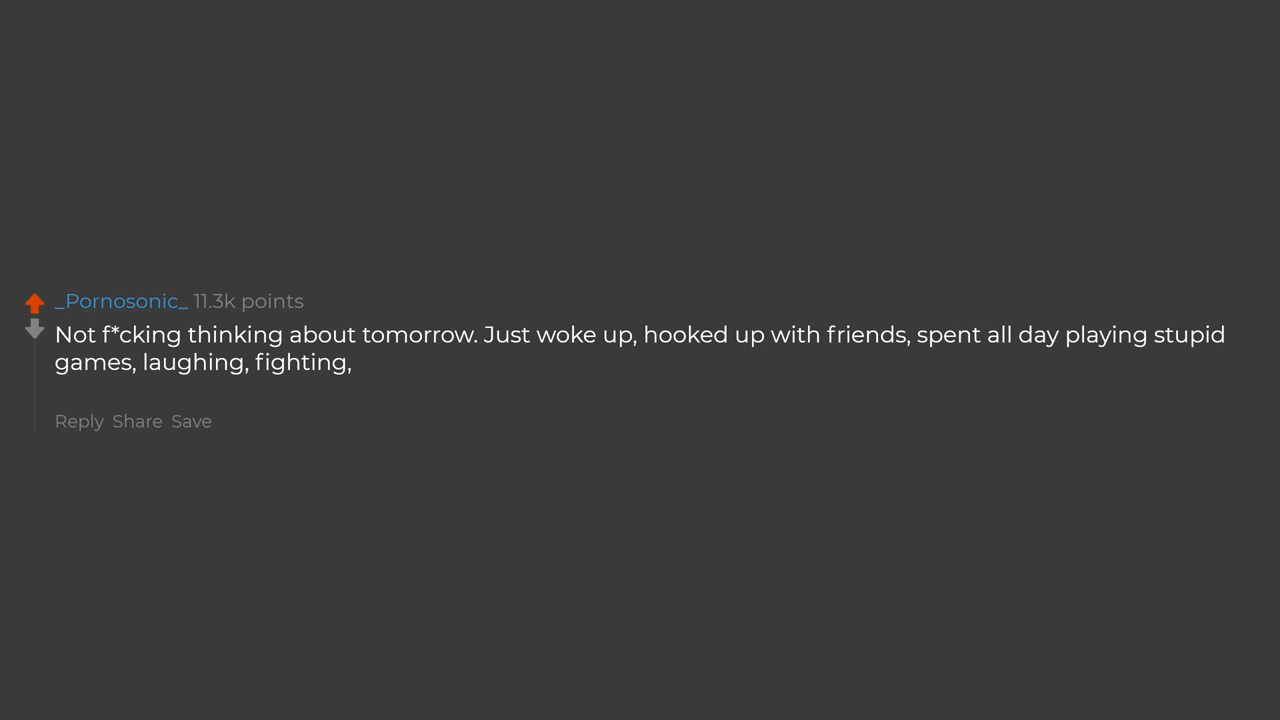 _Pornosonic_ 11.3k points
Not f*cking thinking about tomorrow. Just woke up, hooked up with friends, spent all day playing stupid
games, laughing, fighting,
Reply Share Save